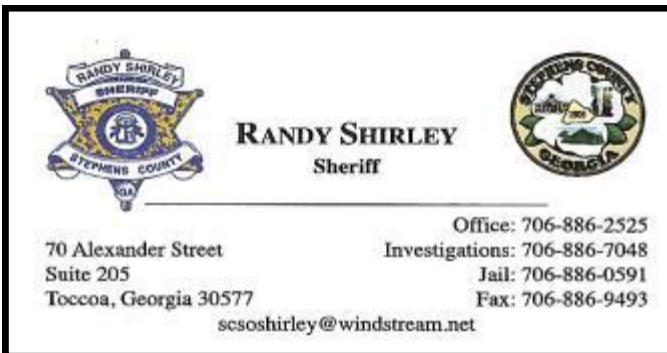 RANDY SHIRLEY
SHERIFF
STEPHENS COUNTY
GA
RANDY SHIRLEY
Sheriff
STEPHENS COUNTY
GEORGIA
70 Alexander Street
Suite 205
Toccoa, Georgia 30577
Office: 706-886-2525
Investigations: 706-886-7048
Jail: 706-886-0591
Fax: 706-886-9493
scsoshirley@windstream.net